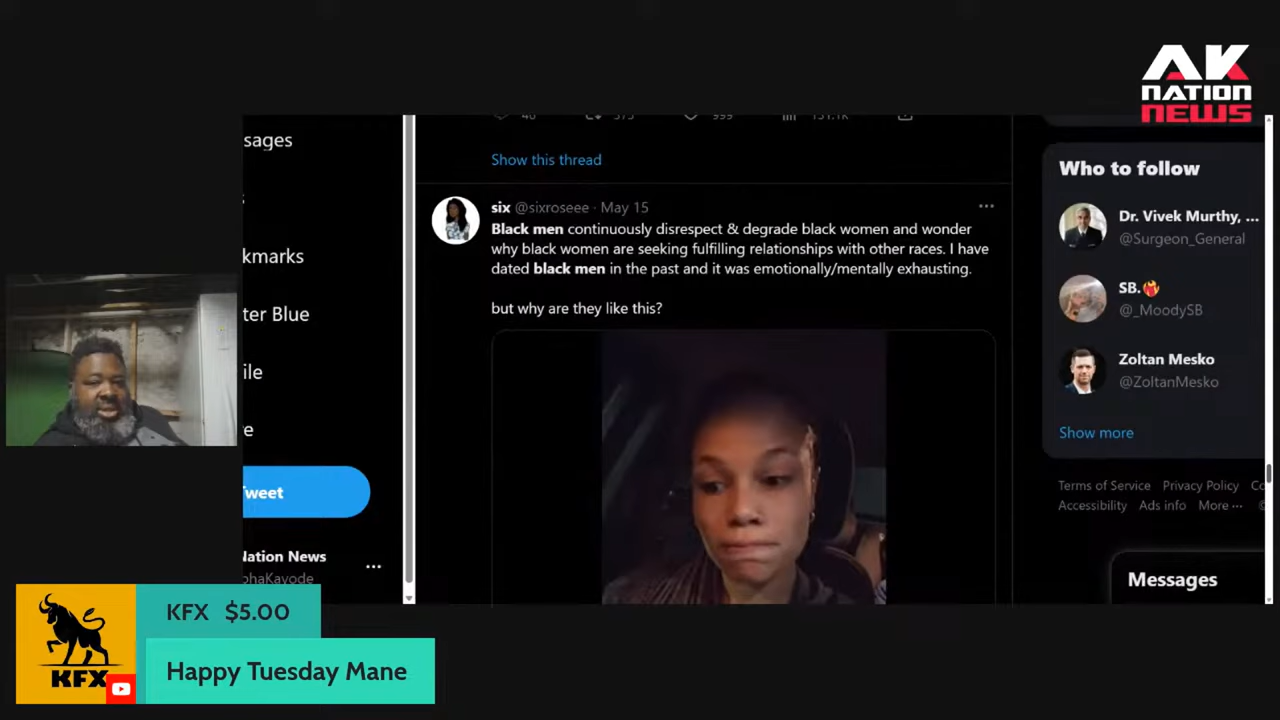 AK
NATION
NEWS
sages
kmarks
ter Blue
ile
e
Tweet
Nation News
phaKayode
Show this thread
six @sixroseee · May 15
Black men continuously disrespect & degrade black women and wonder
why black women are seeking fulfilling relationships with other races. I have
dated black men in the past and it was emotionally/mentally exhausting.
but why are they like this?
Who to follow
Dr. Vivek Murthy, ...
@Surgeon_General
SB.
@_MoodySB
Zoltan Mesko
@ZoltanMesko
Show more
Terms of Service Privacy Policy Co
Accessibility Ads info More ···
Messages
KFX $5.00
Happy Tuesday Mane
KFX